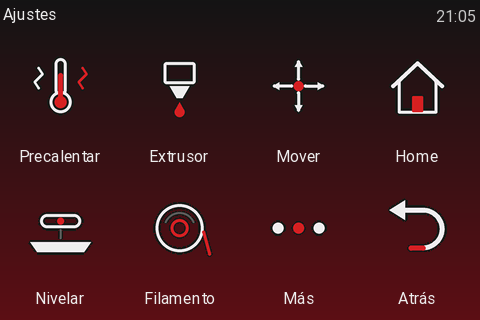 Ajustes 21:05
Precalentar Extrusor Mover Home
Nivelar Filamento Más Atrás